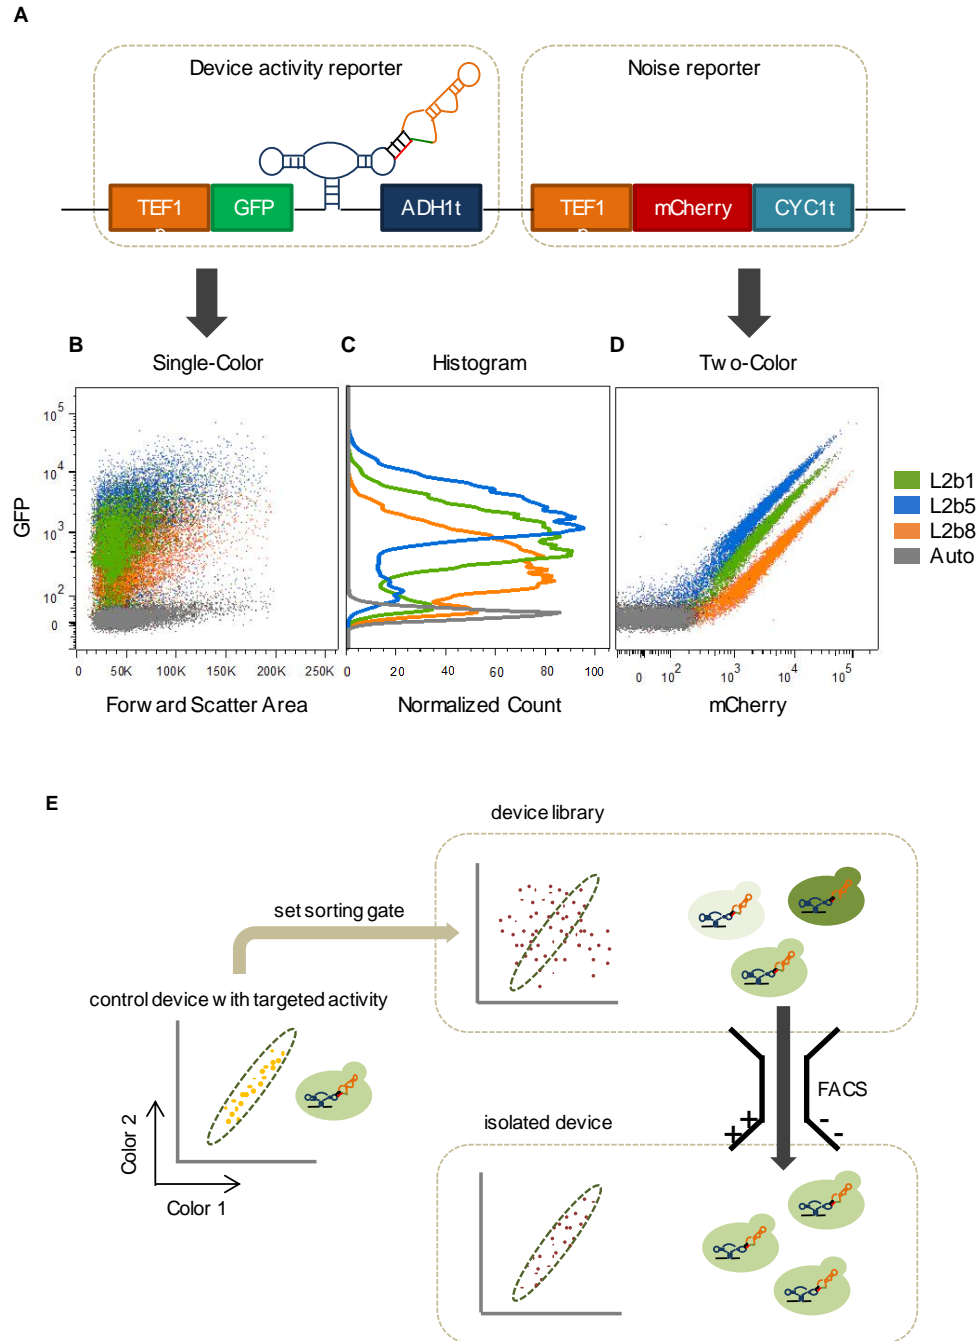 A
Device activity reporter
Noise reporter
TEF1
p
GFP
ADH1t
TEF1
p
mCherry
CYC1t
B
Single-Color
C
Histogram
D
Two-Color
GFP
10^5
10^4
10^3
10^2
0
0 50K 100K 150K 200K 250K
Forward Scatter Area
0 20 40 60 80 100
Normalized Count
0 10^2 10^3 10^4 10^5
mCherry
L2b1
L2b5
L2b8
Auto
E
device library
set sorting gate
control device with targeted activity
Color 2
Color 1
FACS
+ + - -
isolated device